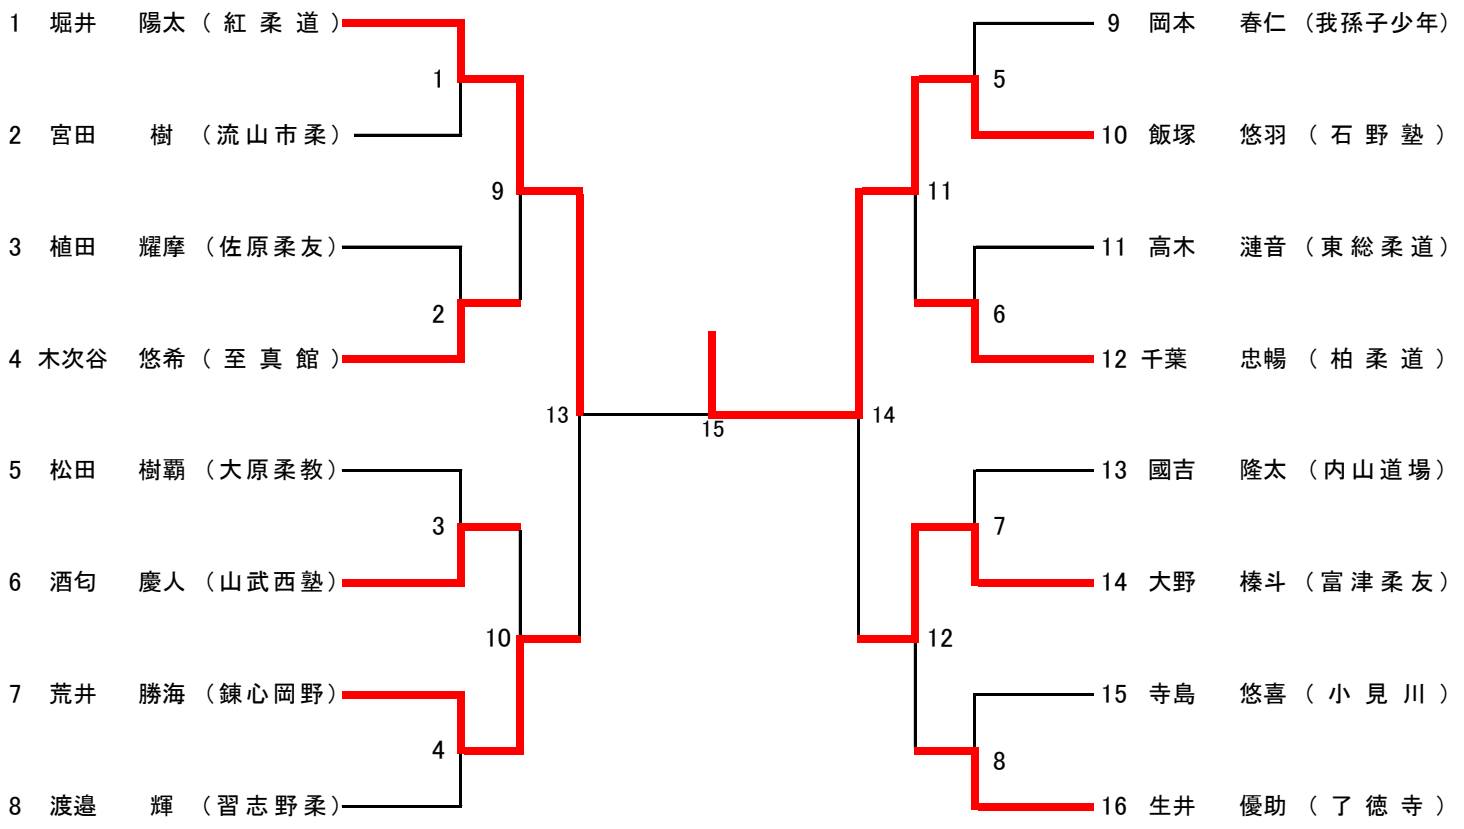 1 堀井 陽太 (紅柔道)
1
2 宮田 樹 (流山市柔)
9
3 植田 耀摩 (佐原柔友)
2
4 木次谷 悠希 (至真館)
13
5 松田 樹覇 (大原柔教)
3
6 酒匂 慶人 (山武西塾)
10
7 荒井 勝海 (錬心岡野)
4
8 渡邉 輝 (習志野柔)
15
9 岡本 春仁 (我孫子少年)
5
10 飯塚 悠羽 (石野塾)
11
11 高木 漣音 (東総柔道)
6
12 千葉 忠暢 (柏柔道)
14
13 國吉 隆太 (内山道場)
7
14 大野 榛斗 (富津柔友)
12
15 寺島 悠喜 (小見川)
8
16 生井 優助 (了徳寺)